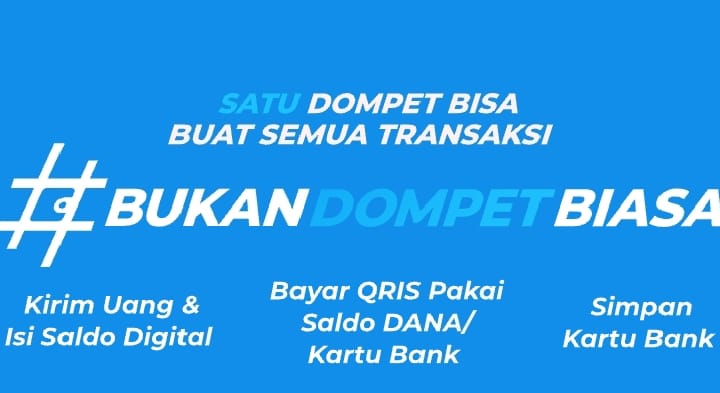 SATU DOMPET BISA
BUAT SEMUA TRANSAKSI
#BUKANDOMPETBIASA
Kirim Uang &
Isi Saldo Digital
Bayar QRIS Pakai
Saldo DANA/
Kartu Bank
Simpan
Kartu Bank